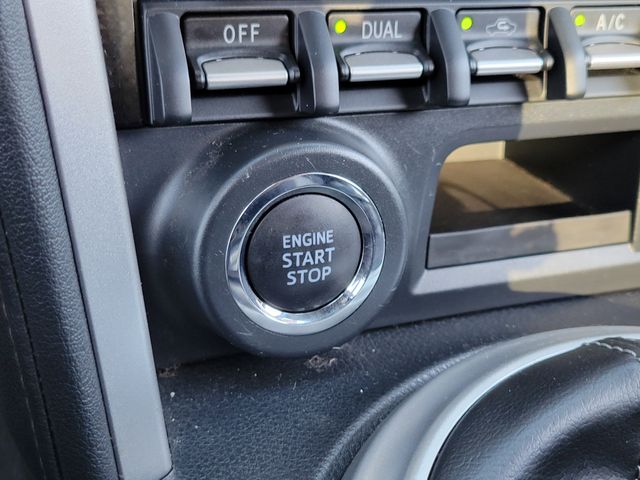 OFF
DUAL
A/C
ENGINE
START
STOP